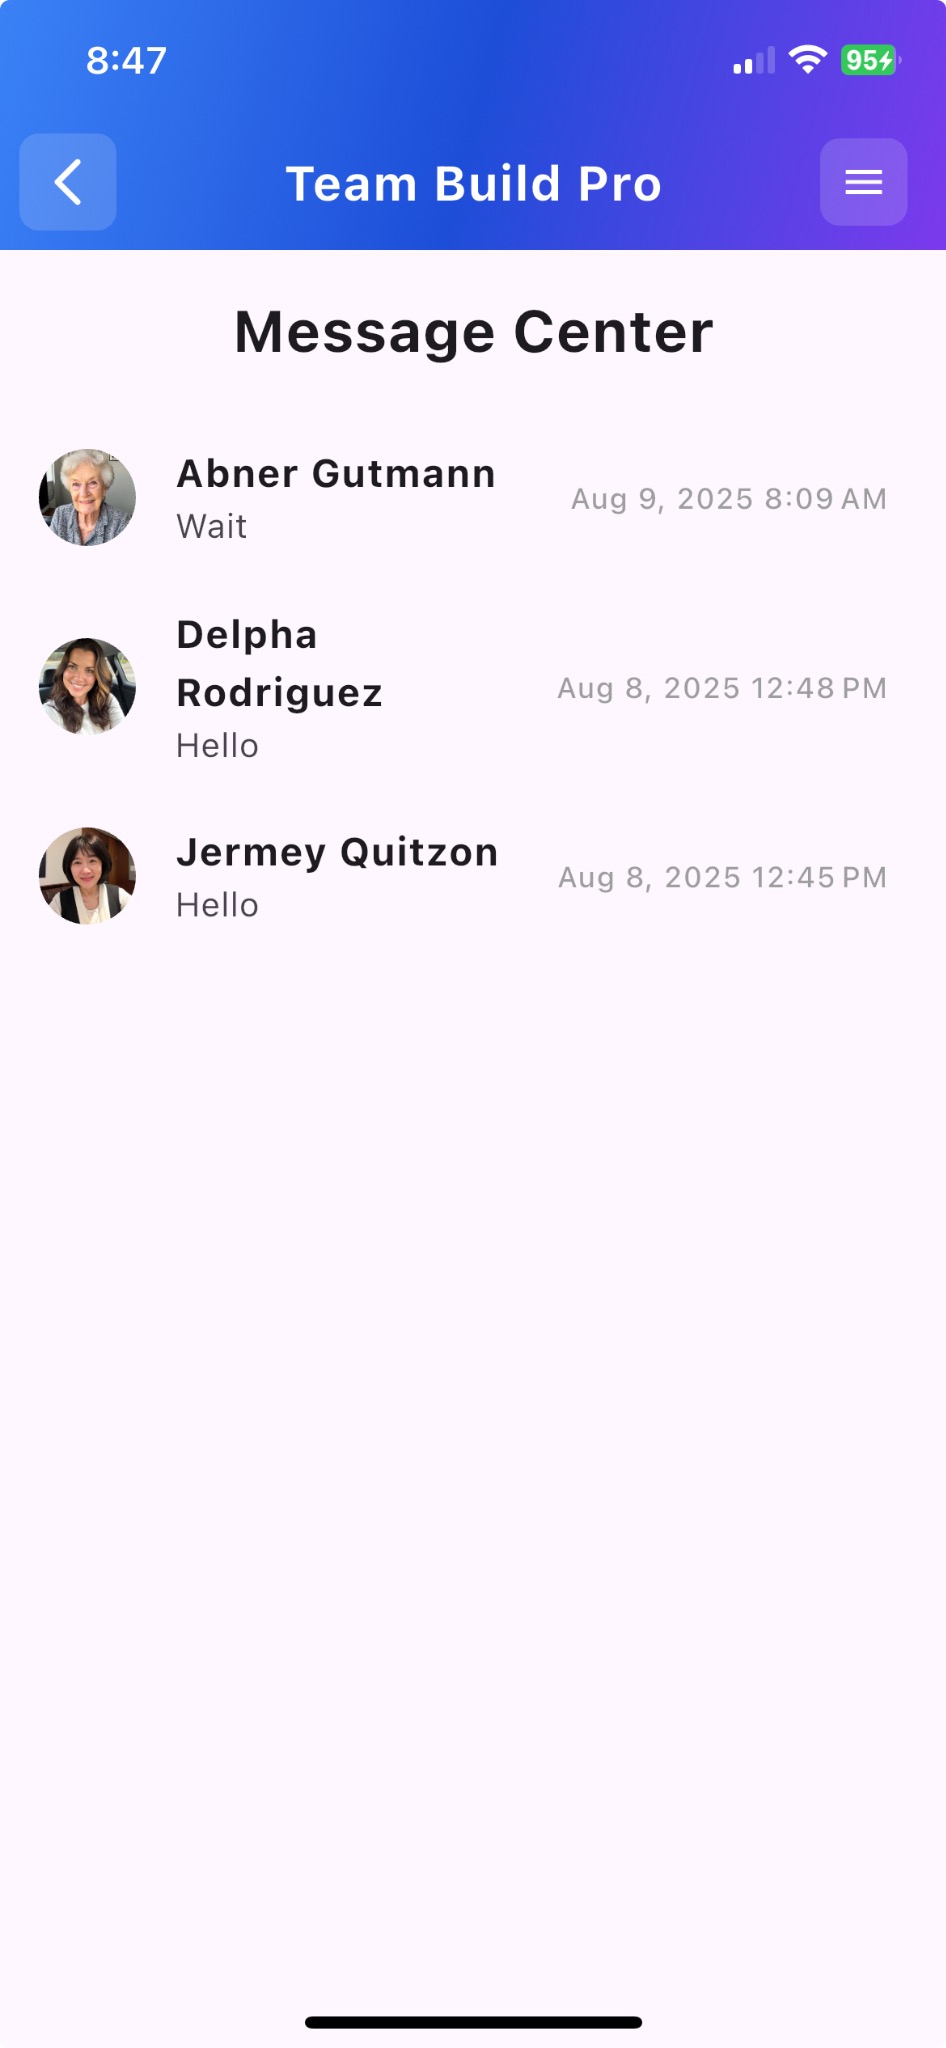 8:47
95
Team Build Pro
Message Center
Abner Gutmann
Wait
Aug 9, 2025 8:09 AM
Delpha
Rodriguez
Hello
Aug 8, 2025 12:48 PM
Jermey Quitzon
Hello
Aug 8, 2025 12:45 PM